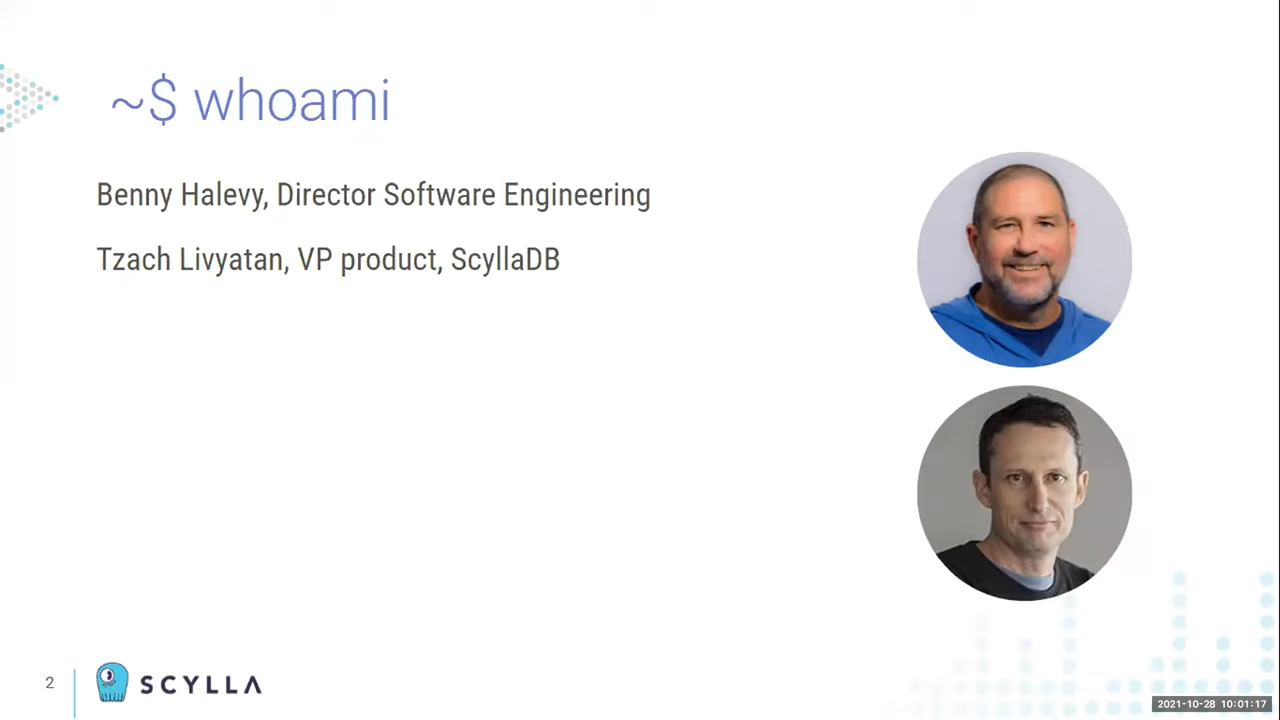 ~$ whoami
Benny Halevy, Director Software Engineering
Tzach Livyatan, VP product, ScyllaDB
2
SCYLLA
2021-10-28 10:01:17